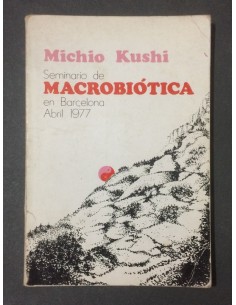 Michio Kushi
Seminario de
MACROBIÓTICA
en Barcelona
Abril 1977